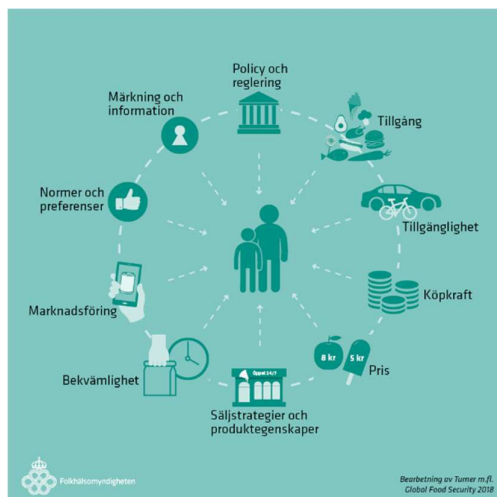 Policy och
reglering
Märkning och
information
Tillgång
Normer och
preferenser
Tillgänglighet
Marknadsföring
Köpkraft
8 kr
5 kr
Pris
Bekvämlighet
Öppet 24/7
Säljstrategier och
produktegenskaper
Folkhälsomyndigheten
Bearbetning av Turner m.fl.
Global Food Security 2018